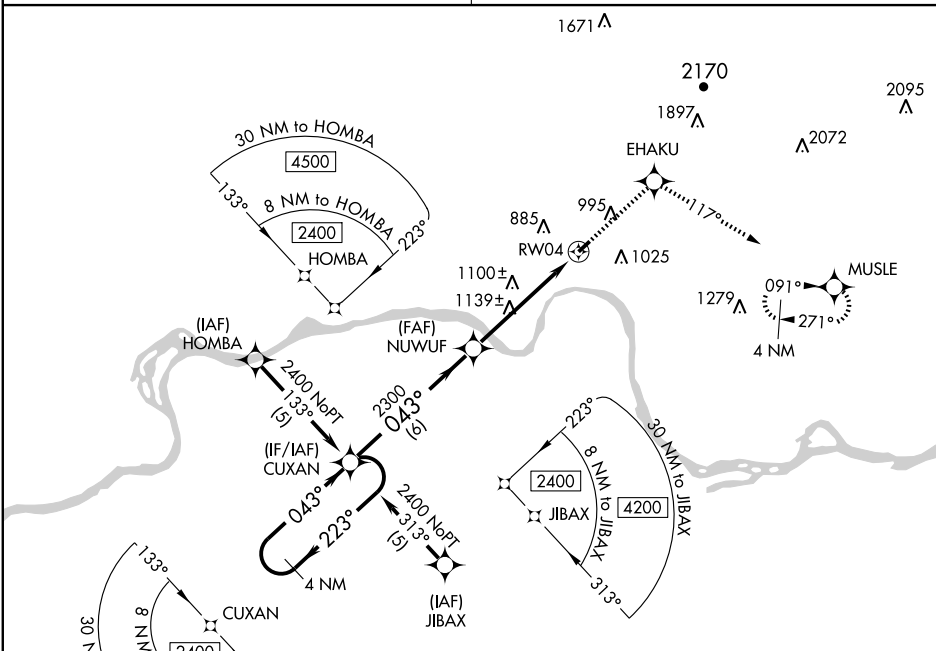 1671
2170
1897
2095
2072
EHAKU
30 NM to HOMBA
4500
133°
8 NM to HOMBA
2400
223°
HOMBA
117°
995
885
RW04
1025
MUSLE
091°
1279
271°
4 NM
1100±
1139±
(IAF)
HOMBA
(FAF)
NUWUF
2400 NoPT
133°
(5)
2300
043°
(6)
(IF/IAF)
CUXAN
043°
223°
4 NM
2400 NoPT
313°
(5)
(IAF)
JIBAX
223°
30 NM to JIBAX
8 NM to JIBAX
2400
4200
JIBAX
313°
133°
CUXAN
30 N
8 NM
2400